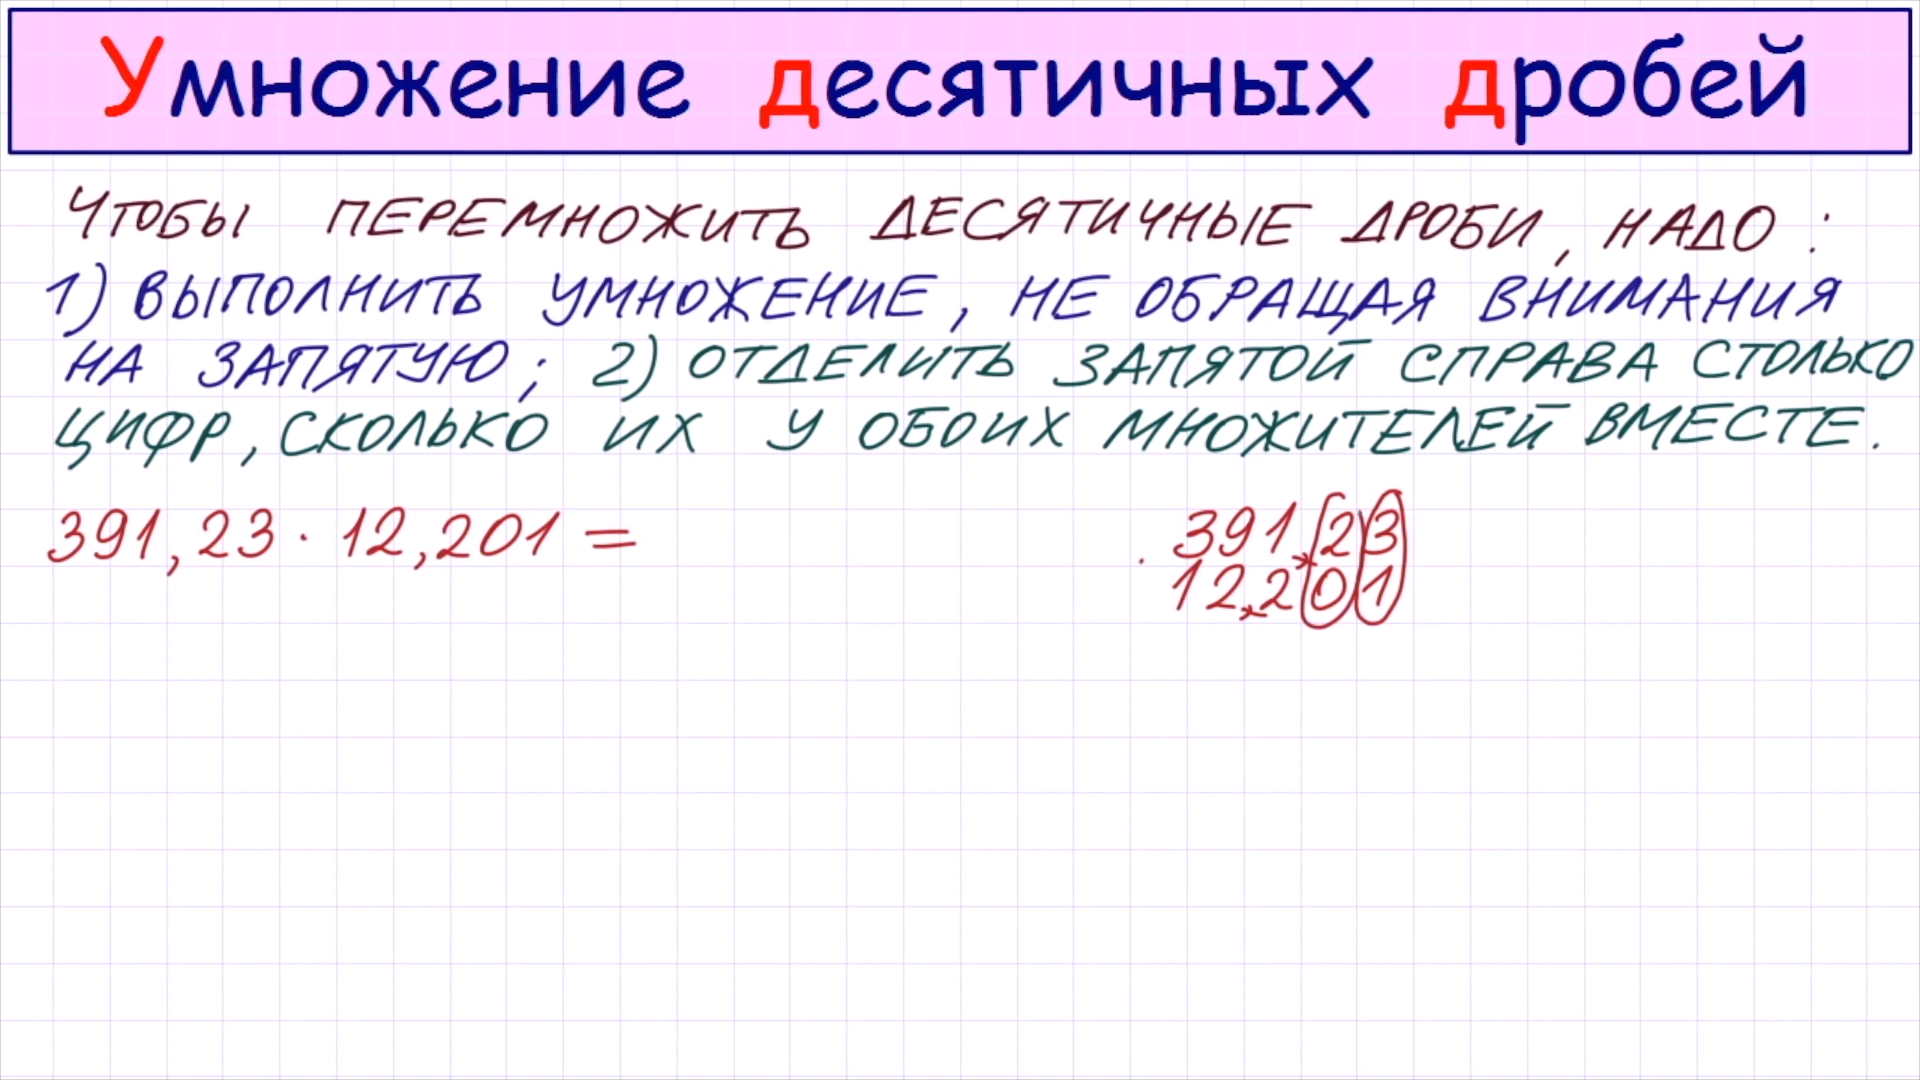 Умножение десятичных дробей
Чтобы перемножить десятичные дроби, надо:
1) выполнить умножение, не обращая внимания
на запятую; 2) отделить запятой справа столько
цифр, сколько их у обоих множителей вместе.
391,23 · 12,201 =
· 391,23
12,201